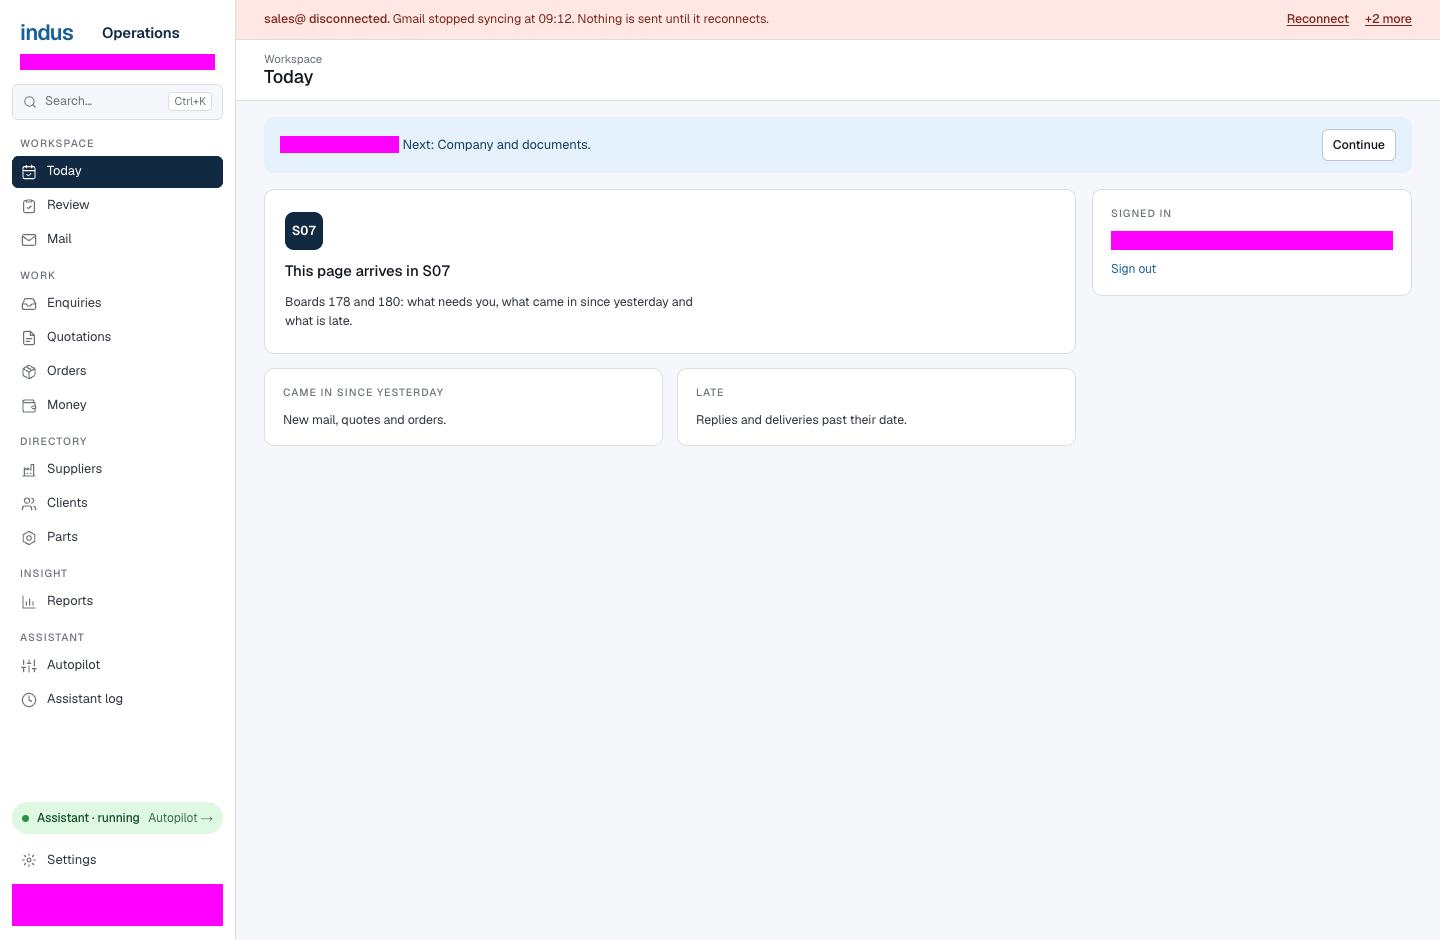 indus Operations
Search... Ctrl+K
WORKSPACE
Today
Review
Mail
WORK
Enquiries
Quotations
Orders
Money
DIRECTORY
Suppliers
Clients
Parts
INSIGHT
Reports
ASSISTANT
Autopilot
Assistant log
Assistant · running Autopilot →
Settings
sales@ disconnected. Gmail stopped syncing at 09:12. Nothing is sent until it reconnects. Reconnect +2 more
Workspace
Today
Next: Company and documents. Continue
S07
This page arrives in S07
Boards 178 and 180: what needs you, what came in since yesterday and
what is late.
CAME IN SINCE YESTERDAY
New mail, quotes and orders.
LATE
Replies and deliveries past their date.
SIGNED IN
Sign out